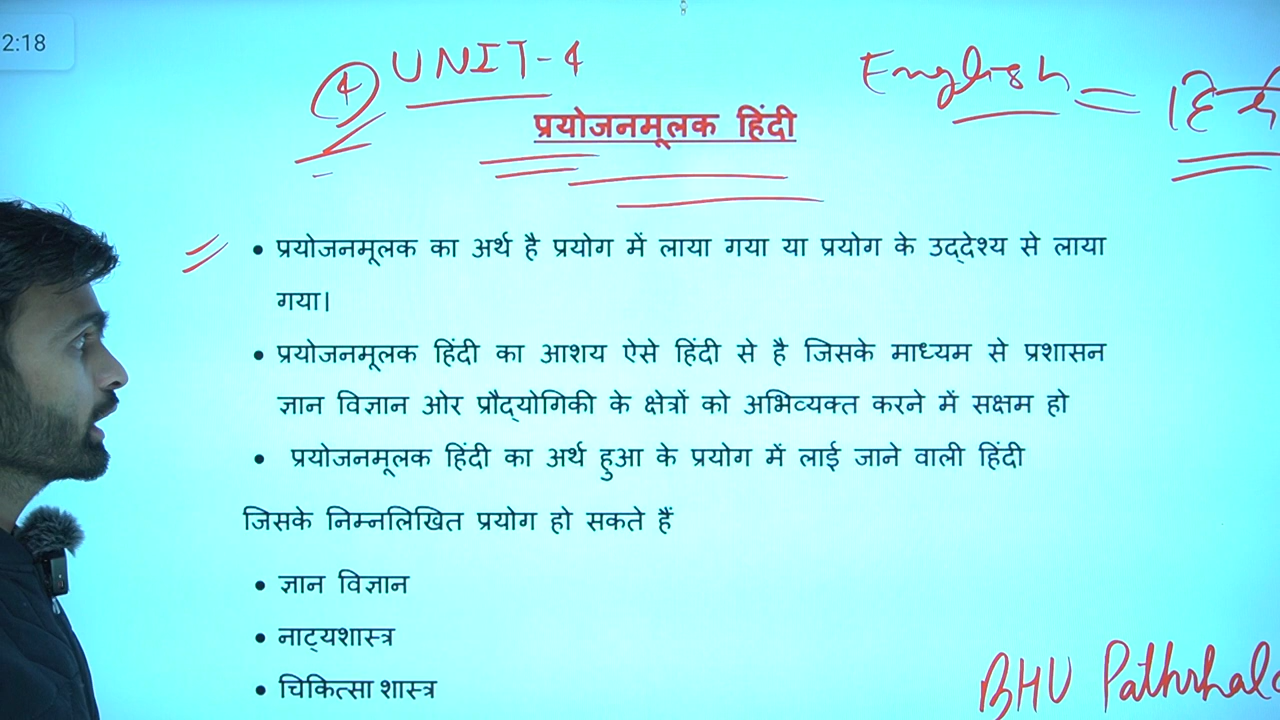 2:18
④ UNIT-4
English = हिं
प्रयोजनमूलक हिंदी
• प्रयोजनमूलक का अर्थ है प्रयोग में लाया गया या प्रयोग के उद्देश्य से लाया
गया।
• प्रयोजनमूलक हिंदी का आशय ऐसे हिंदी से है जिसके माध्यम से प्रशासन
ज्ञान विज्ञान ओर प्रौद्योगिकी के क्षेत्रों को अभिव्यक्त करने में सक्षम हो
• प्रयोजनमूलक हिंदी का अर्थ हुआ के प्रयोग में लाई जाने वाली हिंदी
जिसके निम्नलिखित प्रयोग हो सकते हैं
• ज्ञान विज्ञान
• नाट्यशास्त्र
• चिकित्सा शास्त्र
BHU Pathshala